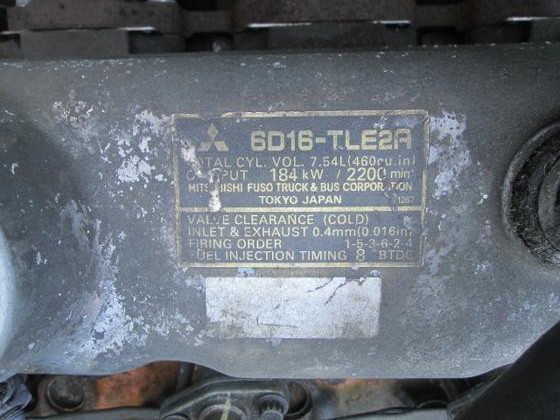 6D16-TLE2A
TOTAL CYL. VOL. 7.54L(460cu.in)
OUTPUT 184 kW / 2200 min⁻
MITSUBISHI FUSO TRUCK & BUS CORPORATION
TOKYO JAPAN
VALVE CLEARANCE (COLD)
INLET & EXHAUST 0.4mm(0.016in)
FIRING ORDER 1-5-3-6-2-4
FUEL INJECTION TIMING 8 BTDC